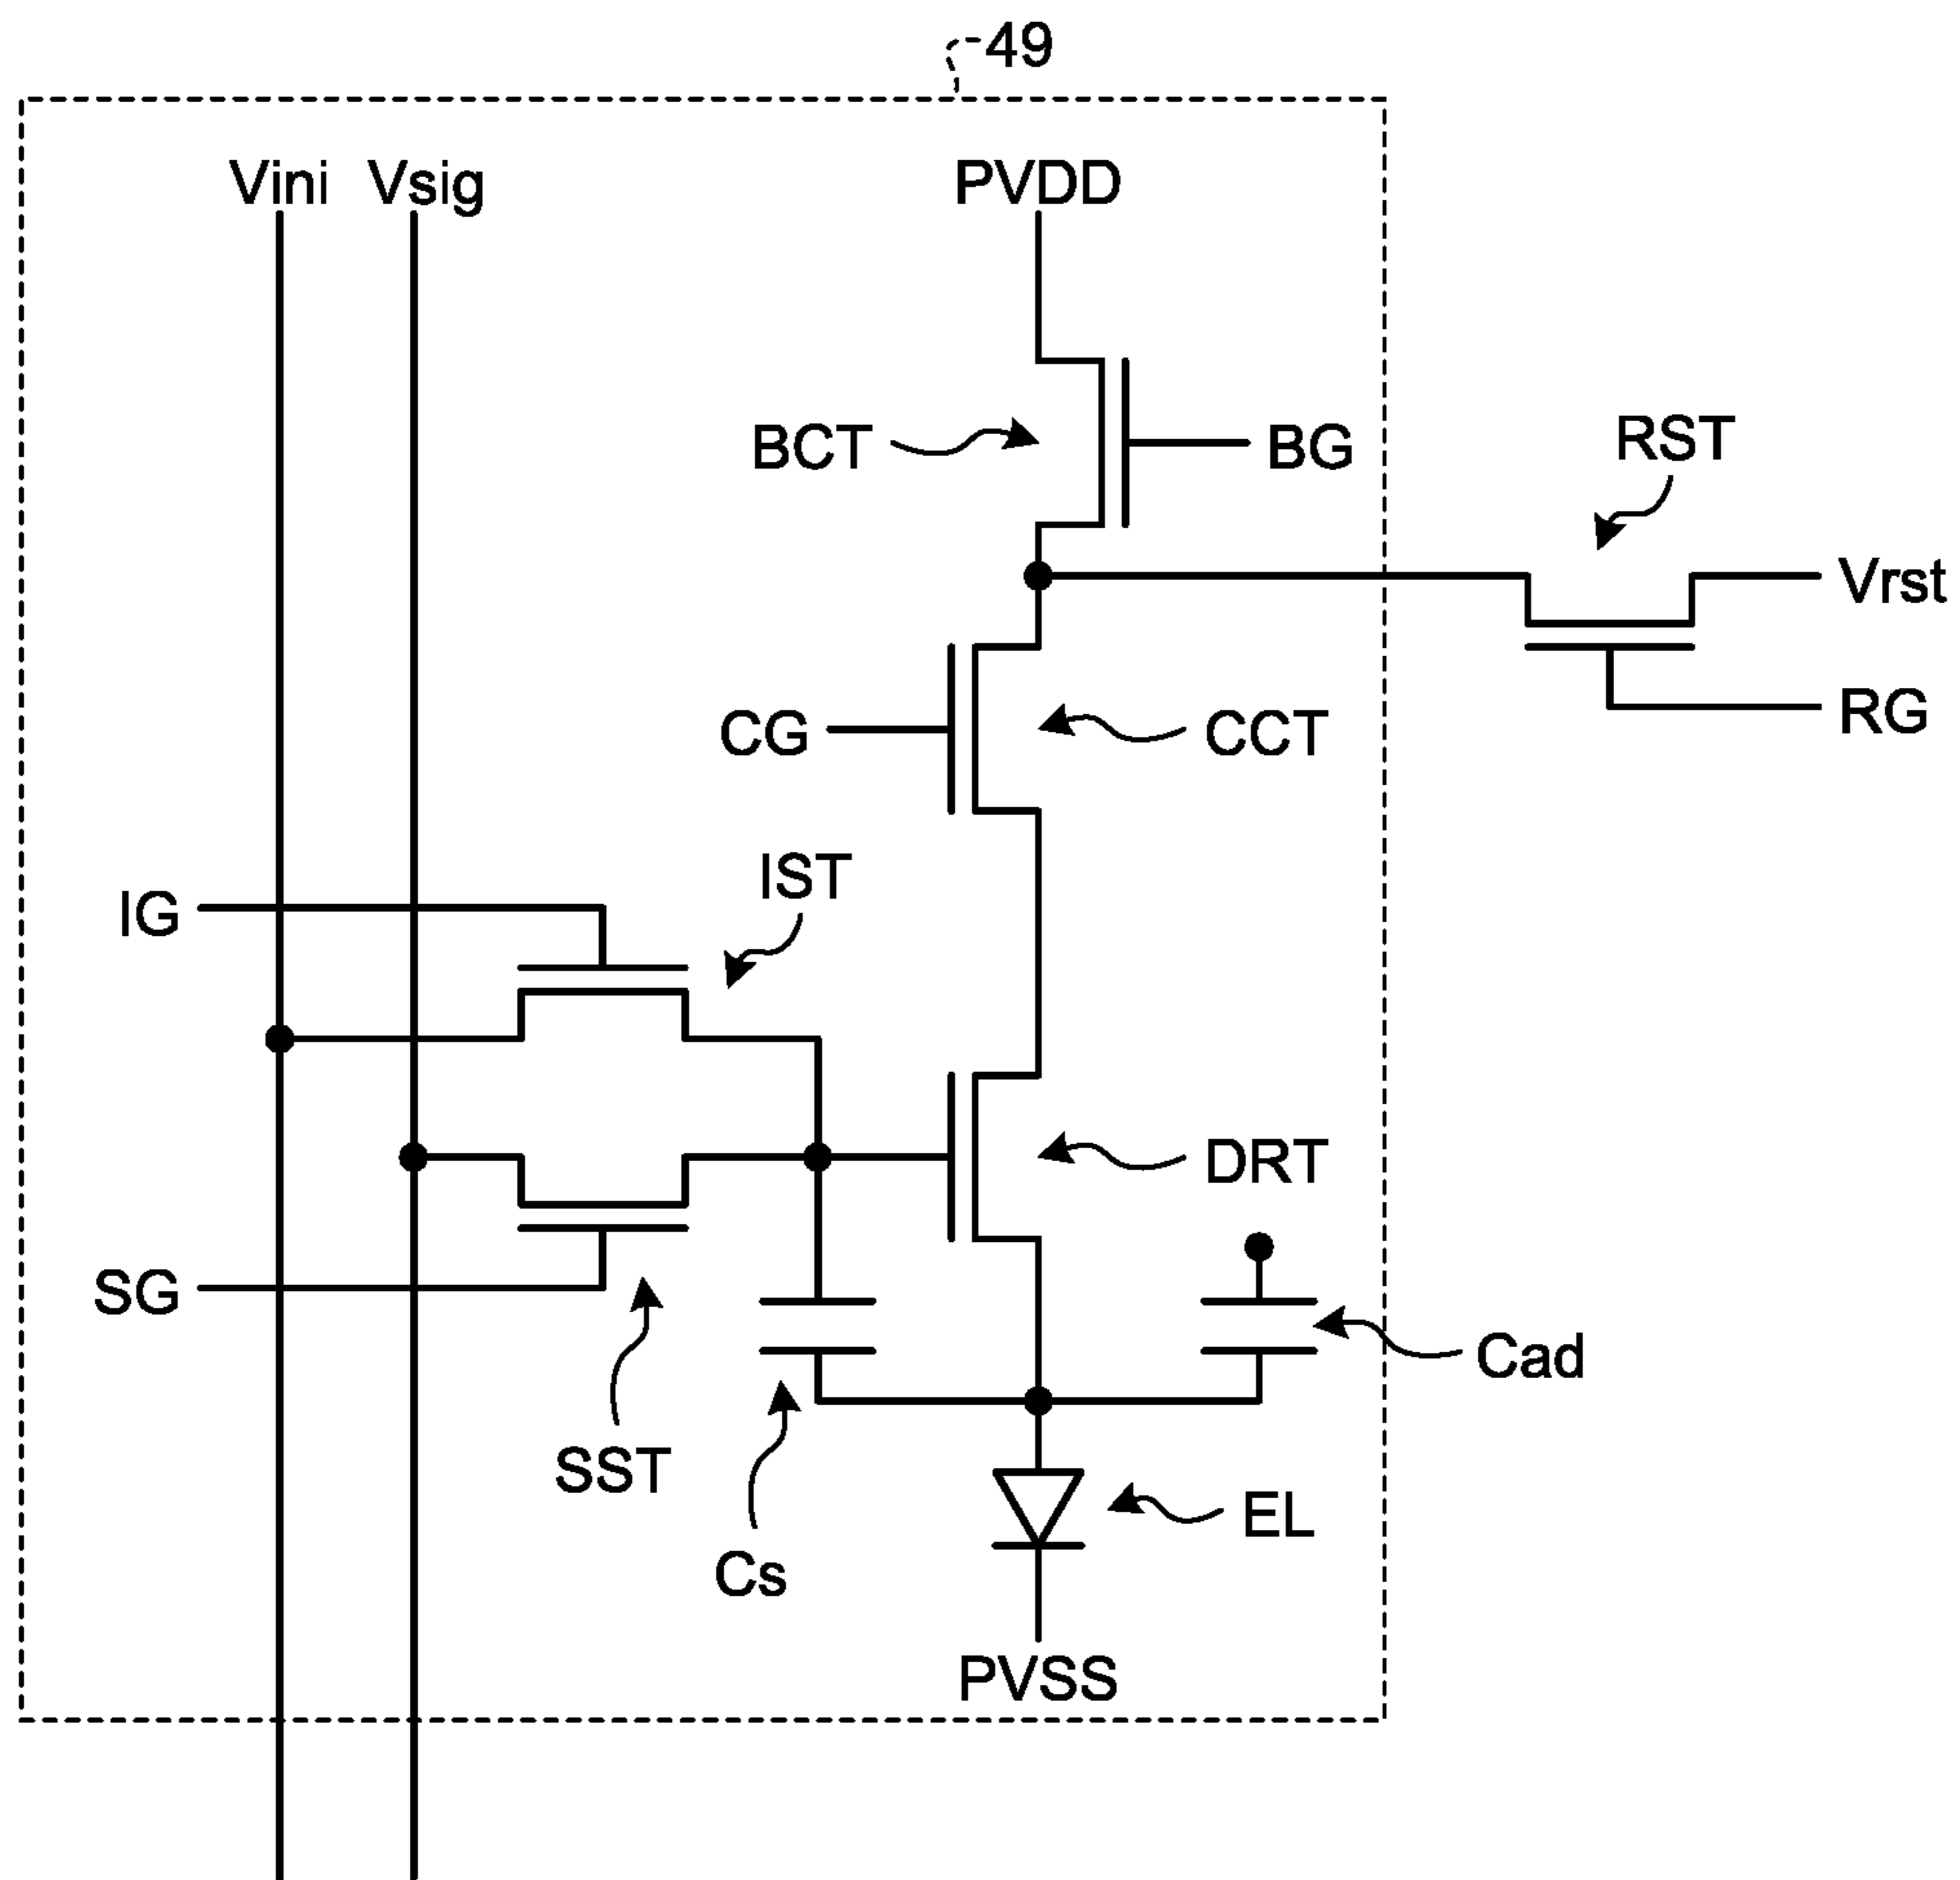 49
Vini Vsig PVDD
BCT BG RST
Vrst
CG CCT RG
IST
IG
DRT
SG
Cad
SST
EL
Cs
PVSS